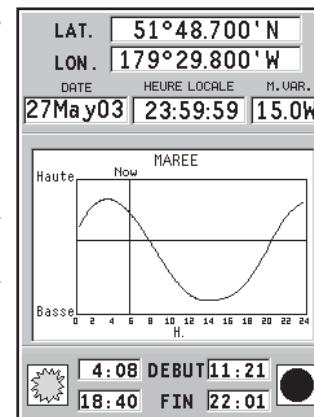 LAT. 51°48.700'N
LON. 179°29.800'W
DATE HEURE LOCALE M.VAR.
27May03 23:59:59 15.0W
MAREE
Haute Now
Basse
0 2 4 6 8 10 12 14 16 18 20 22 24
H.
4:08 DEBUT 11:21
18:40 FIN 22:01